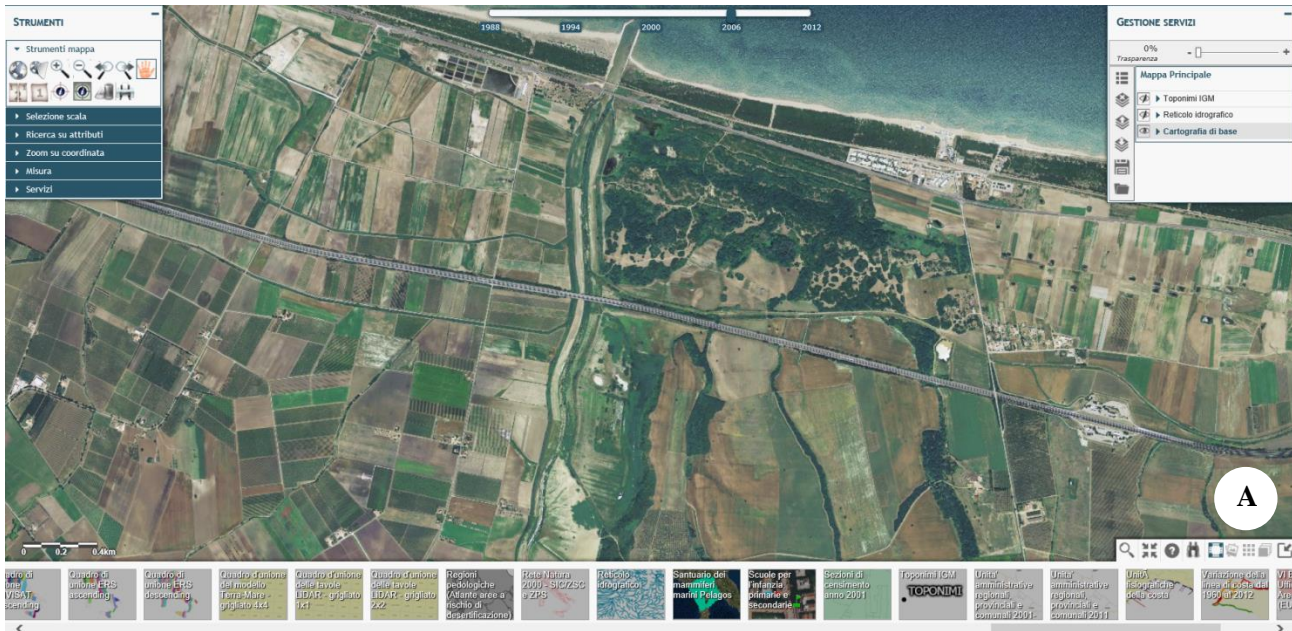 STRUMENTI
Strumenti mappa
Selezione scala
Ricerca su attributi
Zoom su coordinata
Misura
Servizi
1988
1994
2000
2006
2012
GESTIONE SERVIZI
0%
Trasparenza
-
+
Mappa Principale
Toponimi IGM
Reticolo idrografico
Cartografia di base
A
0 0.2 0.4km
Quadro di
unione ERS
ascending
Quadro di
unione ERS
descending
Quadro d'unione
del modello
Terra-Mare
grigliato 4x4
Quadro d'unione
delle tavole
LiDAR - grigliato
1x1
Quadro d'unione
delle tavole
LiDAR - grigliato
2x2
Regioni
pedologiche
(Atlante aree a
rischio di
desertificazione)
Rete Natura
2000 - SIC/ZSC
e ZPS
Reticolo
idrografico
Santuario dei
mammiferi
marini Pelagos
Scuole per
l'infanzia
primarie e
secondarie
Sezioni di
censimento
anno 2001
Toponimi IGM
TOPONIMI
Unita'
amministrative
regionali,
provinciali e
comunali 2001-
Unita'
amministrative
regionali,
provinciali e
comunali 2011
Unità
fisiografiche
della costa
Variazione della
linea di costa dal
1960 al 2012